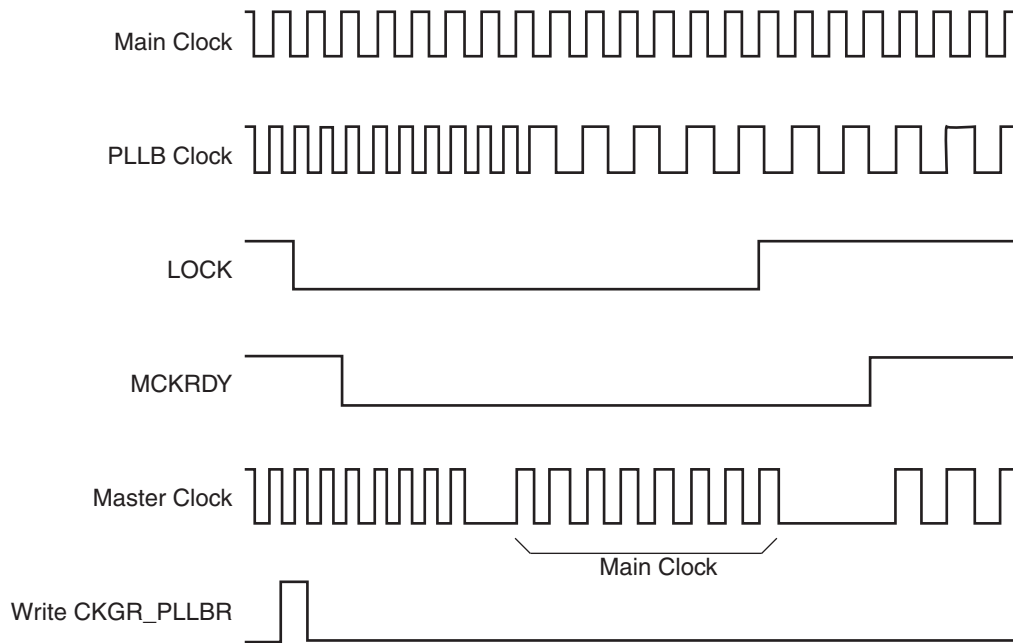 Main Clock
PLLB Clock
LOCK
MCKRDY
Master Clock
Main Clock
Write CKGR_PLLBR